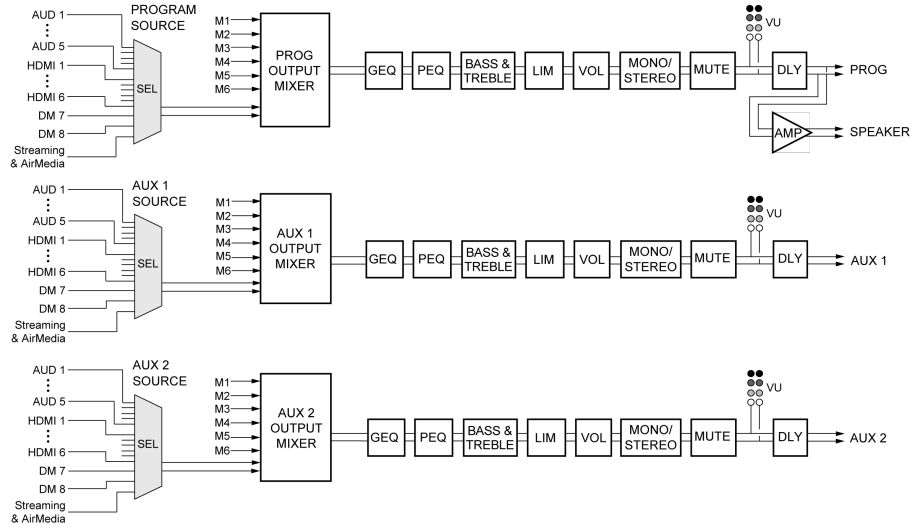 PROGRAM
SOURCE
AUD 1
AUD 5
HDMI 1
HDMI 6
DM 7
DM 8
Streaming
& AirMedia
SEL
M1
M2
M3
M4
M5
M6
PROG
OUTPUT
MIXER
GEQ
PEQ
BASS &
TREBLE
LIM
VOL
MONO/
STEREO
MUTE
VU
DLY
PROG
AMP
SPEAKER
AUX 1
SOURCE
AUD 1
AUD 5
HDMI 1
HDMI 6
DM 7
DM 8
Streaming
& AirMedia
SEL
M1
M2
M3
M4
M5
M6
AUX 1
OUTPUT
MIXER
GEQ
PEQ
BASS &
TREBLE
LIM
VOL
MONO/
STEREO
MUTE
VU
DLY
AUX 1
AUX 2
SOURCE
AUD 1
AUD 5
HDMI 1
HDMI 6
DM 7
DM 8
Streaming
& AirMedia
SEL
M1
M2
M3
M4
M5
M6
AUX 2
OUTPUT
MIXER
GEQ
PEQ
BASS &
TREBLE
LIM
VOL
MONO/
STEREO
MUTE
VU
DLY
AUX 2